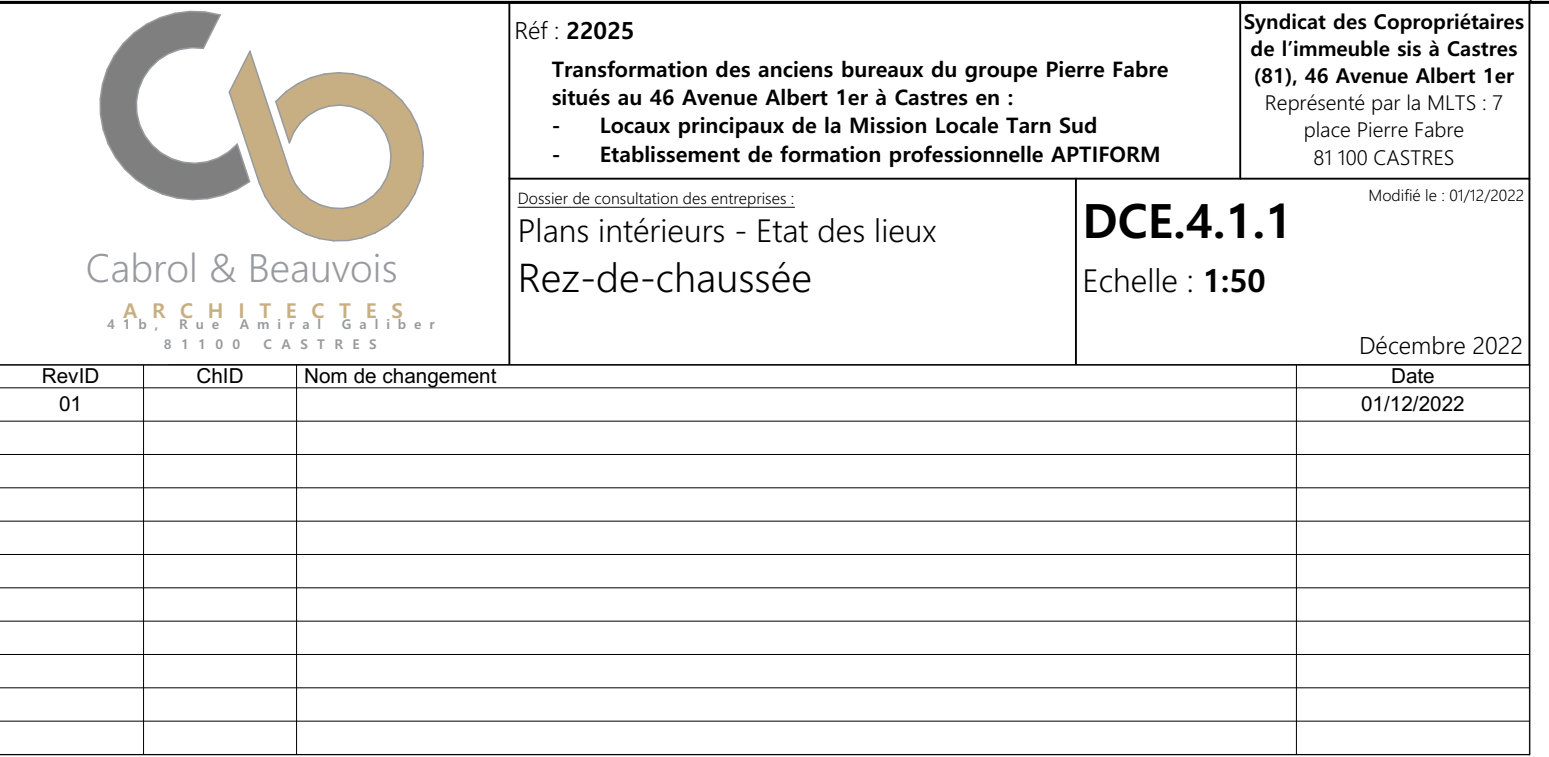 Cabrol & Beauvois
ARCHITECTES
41b, Rue Amiral Galiber
81100 CASTRES
Réf : 22025
Transformation des anciens bureaux du groupe Pierre Fabre
situés au 46 Avenue Albert 1er à Castres en :
- Locaux principaux de la Mission Locale Tarn Sud
- Etablissement de formation professionnelle APTIFORM
Syndicat des Copropriétaires
de l’immeuble sis à Castres
(81), 46 Avenue Albert 1er
Représenté par la MLTS : 7
place Pierre Fabre
81 100 CASTRES
Dossier de consultation des entreprises :
Plans intérieurs - Etat des lieux
Rez-de-chaussée
Modifié le : 01/12/2022
DCE.4.1.1
Echelle : 1:50
Décembre 2022
RevID ChID Nom de changement Date
01 01/12/2022